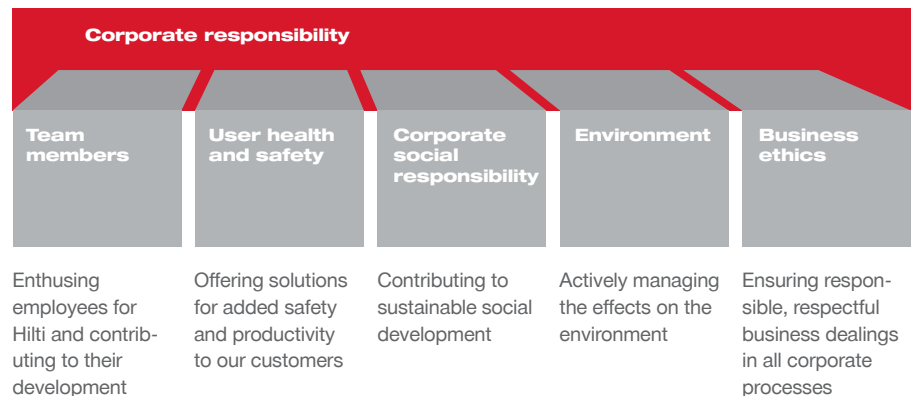 Corporate responsibility
Team
members
User health
and safety
Corporate
social
responsibility
Environment
Business
ethics
Enthusing
employees for
Hilti and contrib-
uting to their
development
Offering solutions
for added safety
and productivity
to our customers
Contributing to
sustainable social
development
Actively managing
the effects on the
environment
Ensuring respon-
sible, respectful
business dealings
in all corporate
processes